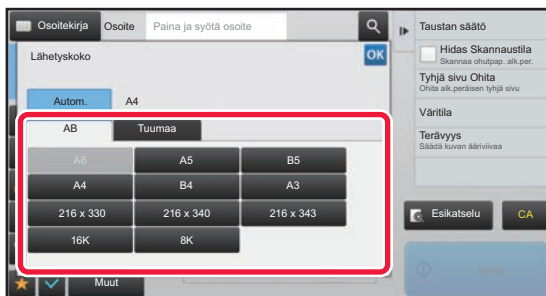 Osoitekirja Osoite Paina ja syötä osoite
Lähetyskoko OK
Autom. A4
AB Tuumaa
A6 A5 B5
A4 B4 A3
216 x 330 216 x 340 216 x 343
16K 8K
Muut
Taustan säätö
Hidas Skannaustila
Skannaa ohutpap. alk.per.
Tyhjä sivu Ohita
Ohita alk.peräisen tyhjä sivu
Väritila
Terävyys
Säädä kuvan ääriviivaa
Esikatselu CA